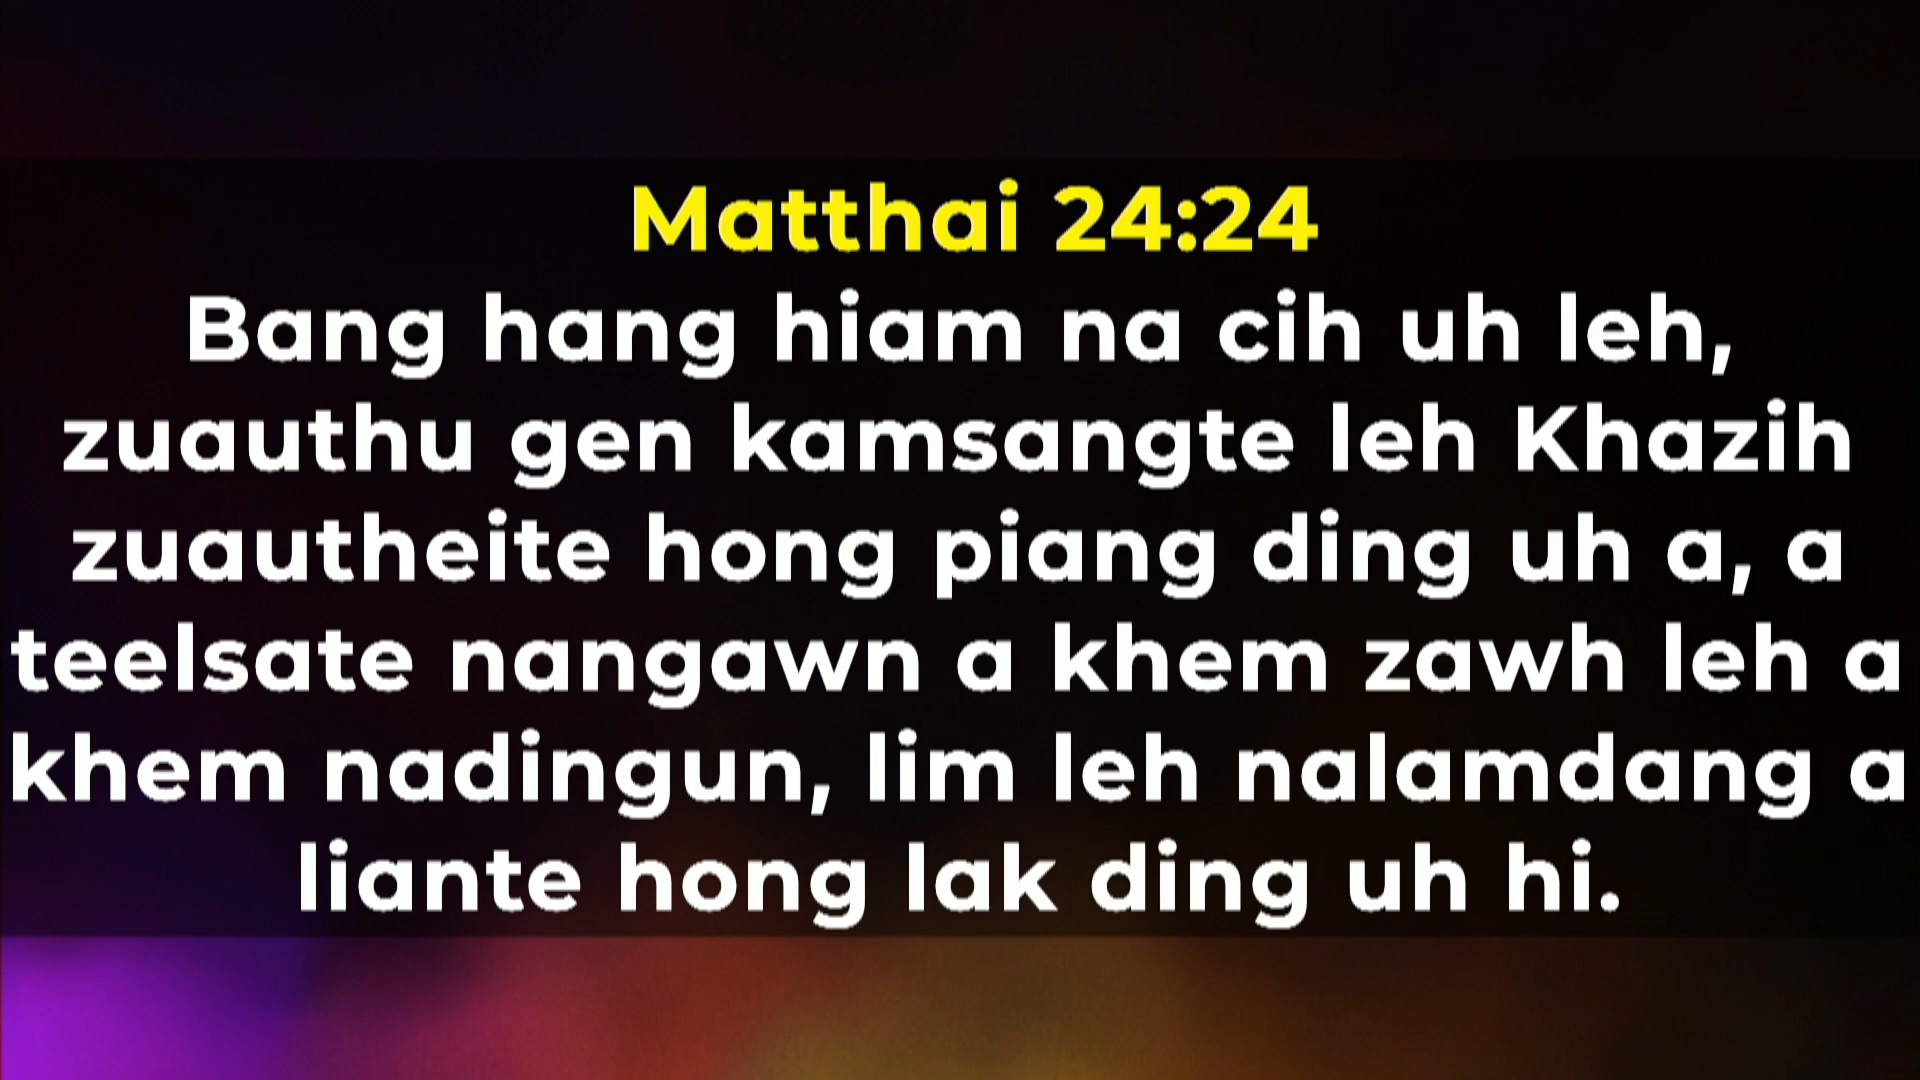 Matthai 24:24
Bang hang hiam na cih uh leh,
zuauthu gen kamsangte leh Khazih
zuautheite hong piang ding uh a, a
teelsate nangawn a khem zawh leh a
khem nadingun, lim leh nalamdang a
liante hong lak ding uh hi.